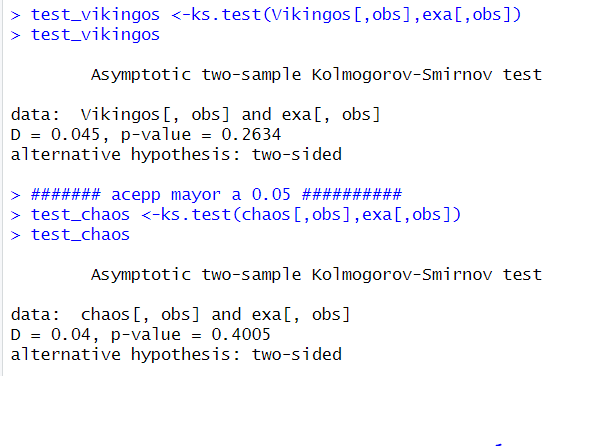 > test_vikingos <-ks.test(Vikingos[,obs],exa[,obs])
> test_vikingos
Asymptotic two-sample Kolmogorov-Smirnov test
data:  Vikingos[, obs] and exa[, obs]
D = 0.045, p-value = 0.2634
alternative hypothesis: two-sided
> ####### acepp mayor a 0.05 ##########
> test_chaos <-ks.test(chaos[,obs],exa[,obs])
> test_chaos
Asymptotic two-sample Kolmogorov-Smirnov test
data:  chaos[, obs] and exa[, obs]
D = 0.04, p-value = 0.4005
alternative hypothesis: two-sided